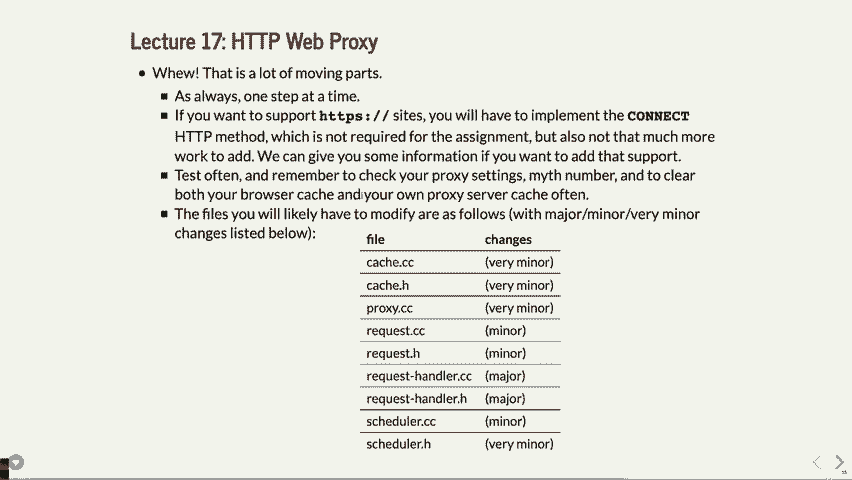 Lecture 17: HTTP Web Proxy
• Whew! That is a lot of moving parts.
▪ As always, one step at a time.
▪ If you want to support https:// sites, you will have to implement the CONNECT
HTTP method, which is not required for the assignment, but also not that much more
work to add. We can give you some information if you want to add that support.
▪ Test often, and remember to check your proxy settings, myth number, and to clear
both your browser cache and your own proxy server cache often.
▪ The files you will likely have to modify are as follows (with major/minor/very minor
changes listed below):
file changes
cache.cc (very minor)
cache.h (very minor)
proxy.cc (very minor)
request.cc (minor)
request.h (minor)
request-handler.cc (major)
request-handler.h (major)
scheduler.cc (minor)
scheduler.h (very minor)